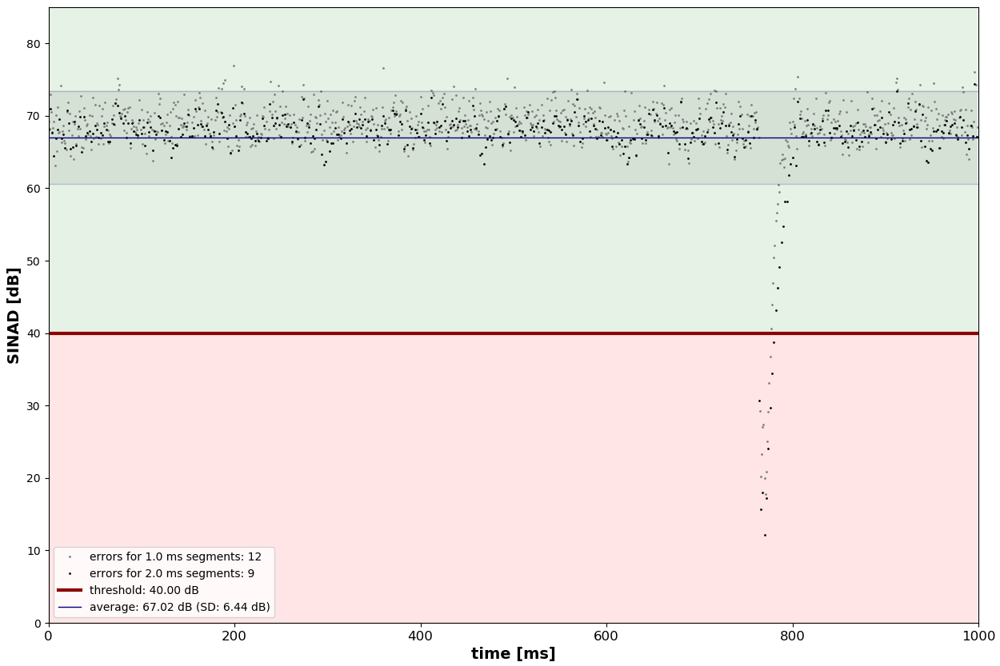 80
70
60
50
40
30
20
10
0
SINAD [dB]
errors for 1.0 ms segments: 12
errors for 2.0 ms segments: 9
threshold: 40.00 dB
average: 67.02 dB (SD: 6.44 dB)
0 200 400 600 800 1000
time [ms]